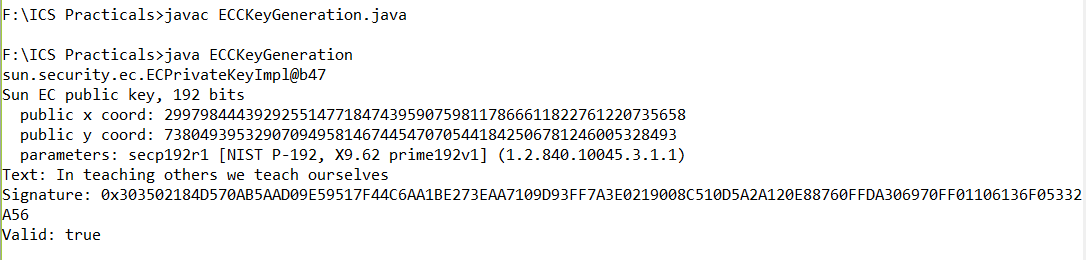 F:\ICS Practicals>javac ECCKeyGeneration.java
F:\ICS Practicals>java ECCKeyGeneration
sun.security.ec.ECPrivateKeyImpl@b47
Sun EC public key, 192 bits
  public x coord: 2997984443929255147718474395907598117866611822761220735658
  public y coord: 738049395329070949581467445470705441842506781246005328493
  parameters: secp192r1 [NIST P-192, X9.62 prime192v1] (1.2.840.10045.3.1.1)
Text: In teaching others we teach ourselves
Signature: 0x303502184D570AB5AAD09E59517F44C6AA1BE273EAA7109D93FF7A3E0219008C510D5A2A120E88760FFDA306970FF01106136F05332
A56
Valid: true